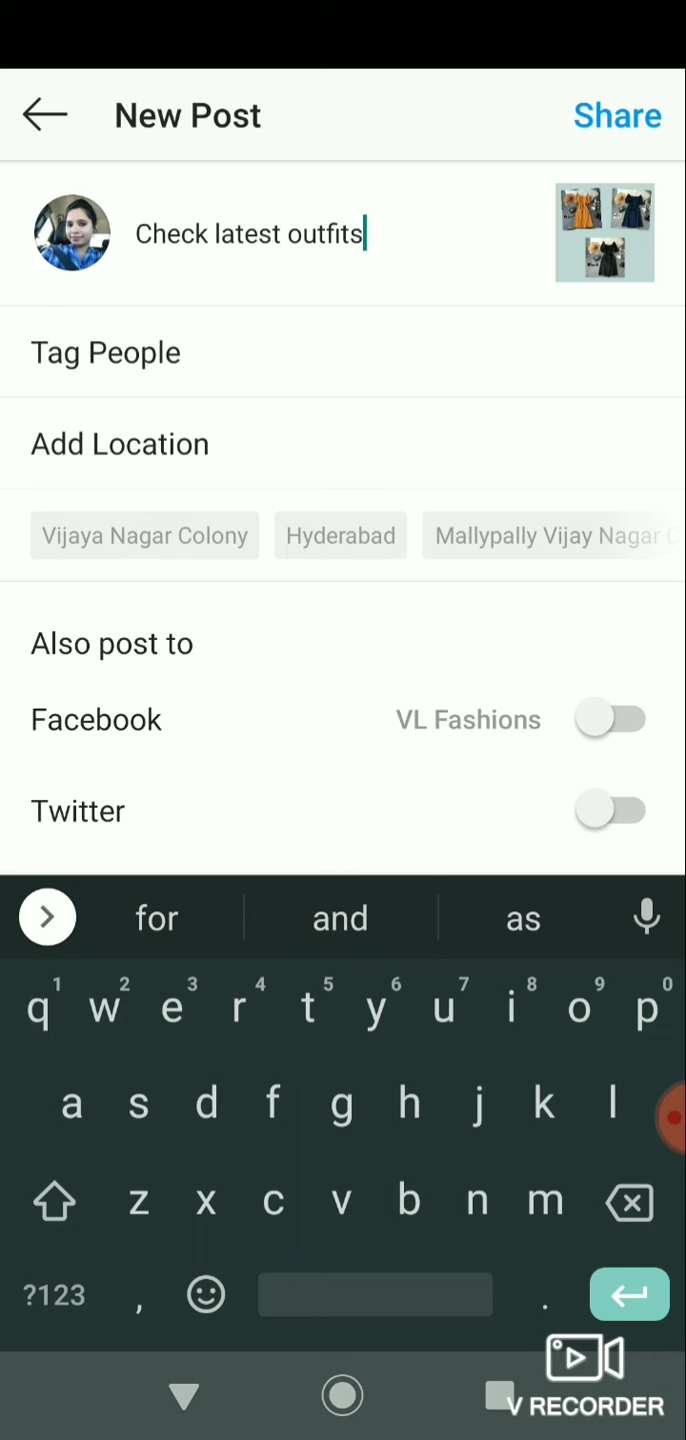 New Post Share
Check latest outfits
Tag People
Add Location
Vijaya Nagar Colony Hyderabad Mallypally Vijay Nagar C
Also post to
Facebook VL Fashions
Twitter
for and as
1 2 3 4 5 6 7 8 9 0
q w e r t y u i o p
a s d f g h j k l
z x c v b n m
?123 , .
V RECORDER